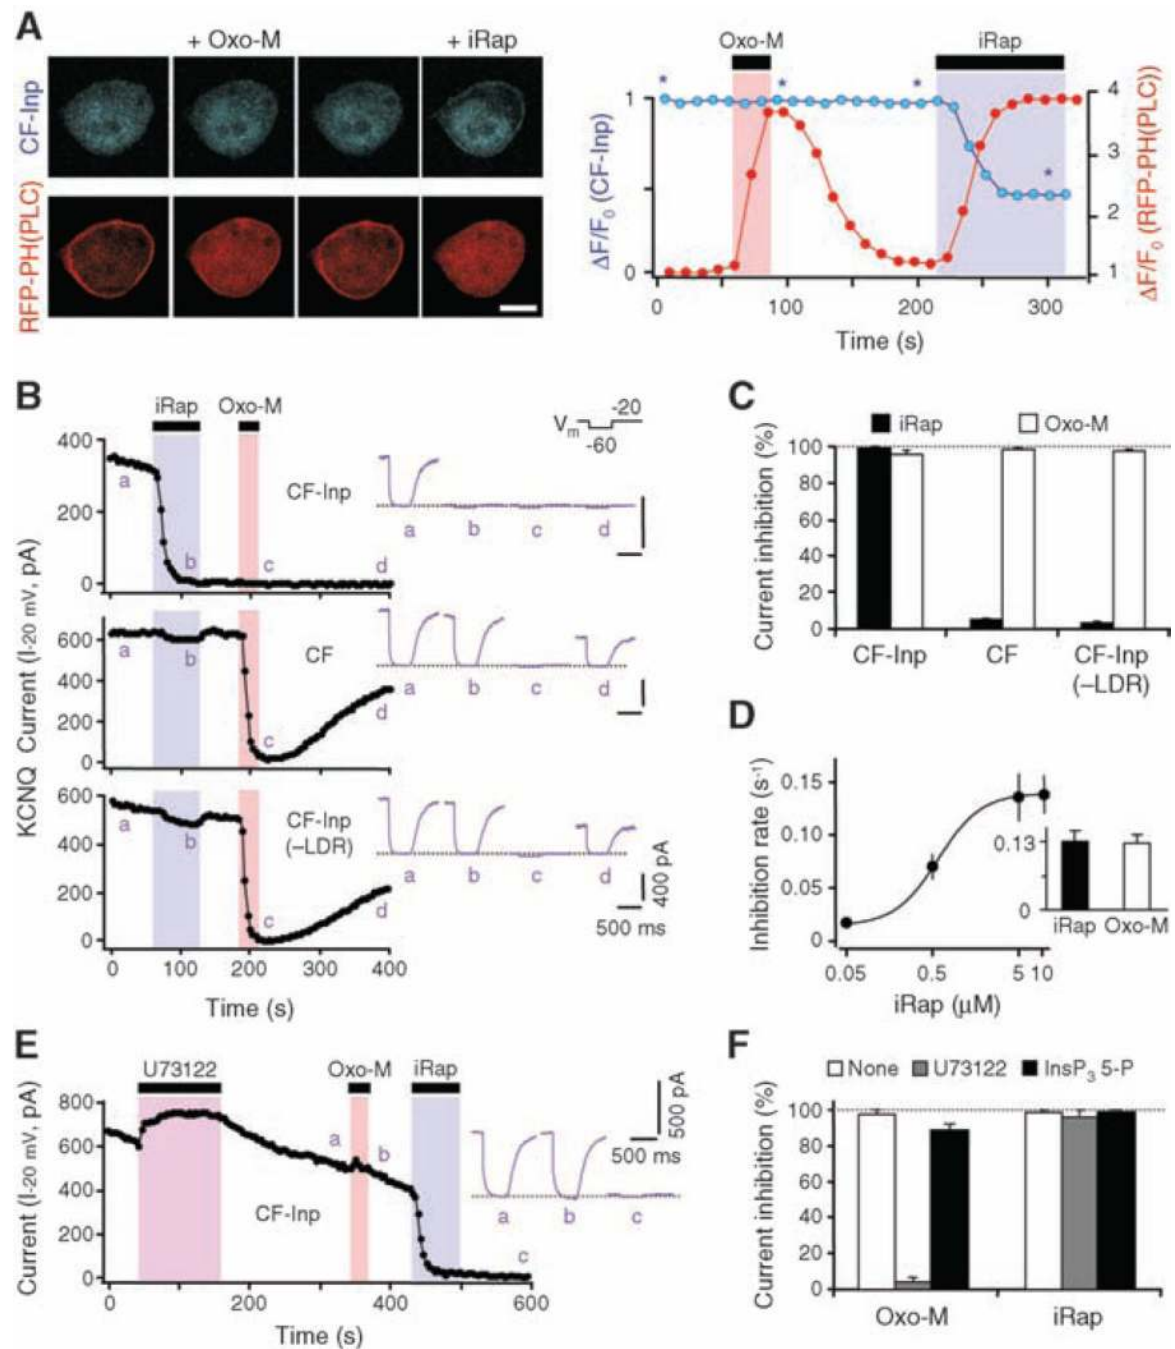 A
+ Oxo-M
+ iRap
CF-Inp
RFP-PH(PLC)
Oxo-M
iRap
ΔF/F₀ (CF-Inp)
1
0
* * * *
4
3
2
1
ΔF/F₀ (RFP-PH(PLC))
0 100 200 300
Time (s)
B
iRap Oxo-M
400
200
0
CF-Inp
a b c d
a b c d
Vm -20
-60
KCNQ Current (I-20 mV, pA)
600
400
200
0
CF
a b c d
a b c d
600
400
200
0
CF-Inp
(–LDR)
a b c d
a b c d
400 pA
500 ms
0 100 200 300 400
Time (s)
C
iRap Oxo-M
Current inhibition (%)
100
80
60
40
20
0
CF-Inp CF CF-Inp
(–LDR)
D
Inhibition rate (s⁻¹)
0.15
0.10
0.05
0
0.05 0.5 5 10
iRap (μM)
0.13
0
iRap Oxo-M
E
U73122 Oxo-M iRap
Current (I-20 mV, pA)
800
600
400
200
0
CF-Inp
a b c
500 pA
500 ms
a b c
0 200 400 600
Time (s)
F
None U73122 InsP₃ 5-P
Current inhibition (%)
100
80
60
40
20
0
Oxo-M iRap